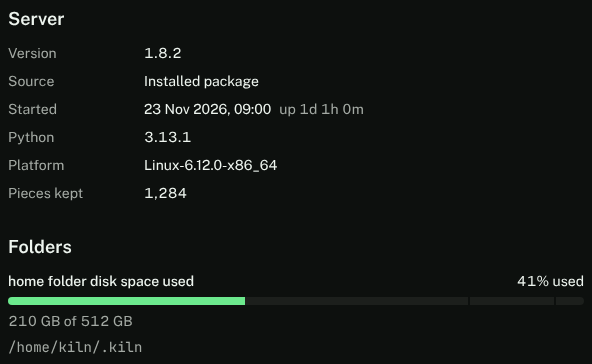 Server
Version 1.8.2
Source Installed package
Started 23 Nov 2026, 09:00 up 1d 1h 0m
Python 3.13.1
Platform Linux-6.12.0-x86_64
Pieces kept 1,284
Folders
home folder disk space used 41% used
210 GB of 512 GB
/home/kiln/.kiln